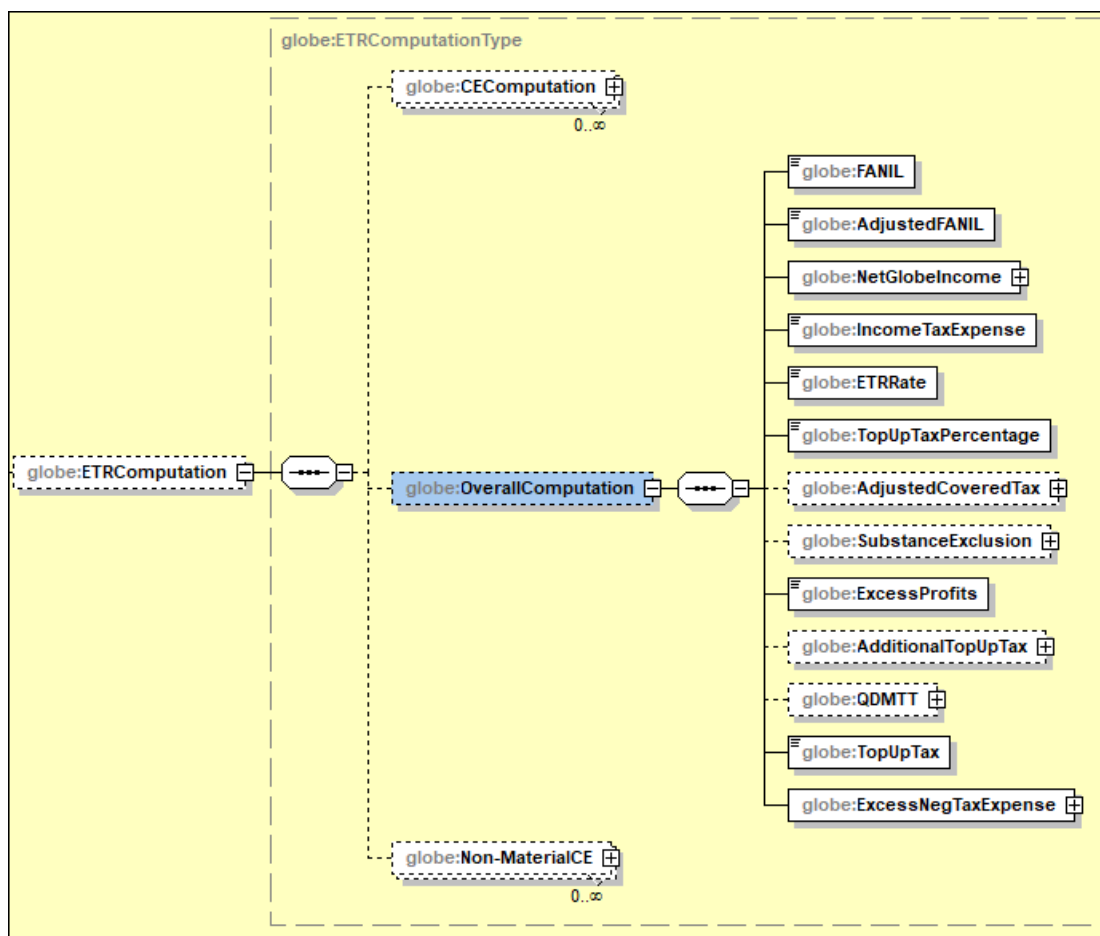 globe:ETRComputationType
globe:CEComputation
0..∞
globe:FANIL
globe:AdjustedFANIL
globe:NetGlobeIncome
globe:IncomeTaxExpense
globe:ETRRate
globe:TopUpTaxPercentage
globe:ETRComputation
globe:OverallComputation
globe:AdjustedCoveredTax
globe:SubstanceExclusion
globe:ExcessProfits
globe:AdditionalTopUpTax
globe:QDMTT
globe:TopUpTax
globe:ExcessNegTaxExpense
globe:Non-MaterialCE
0..∞